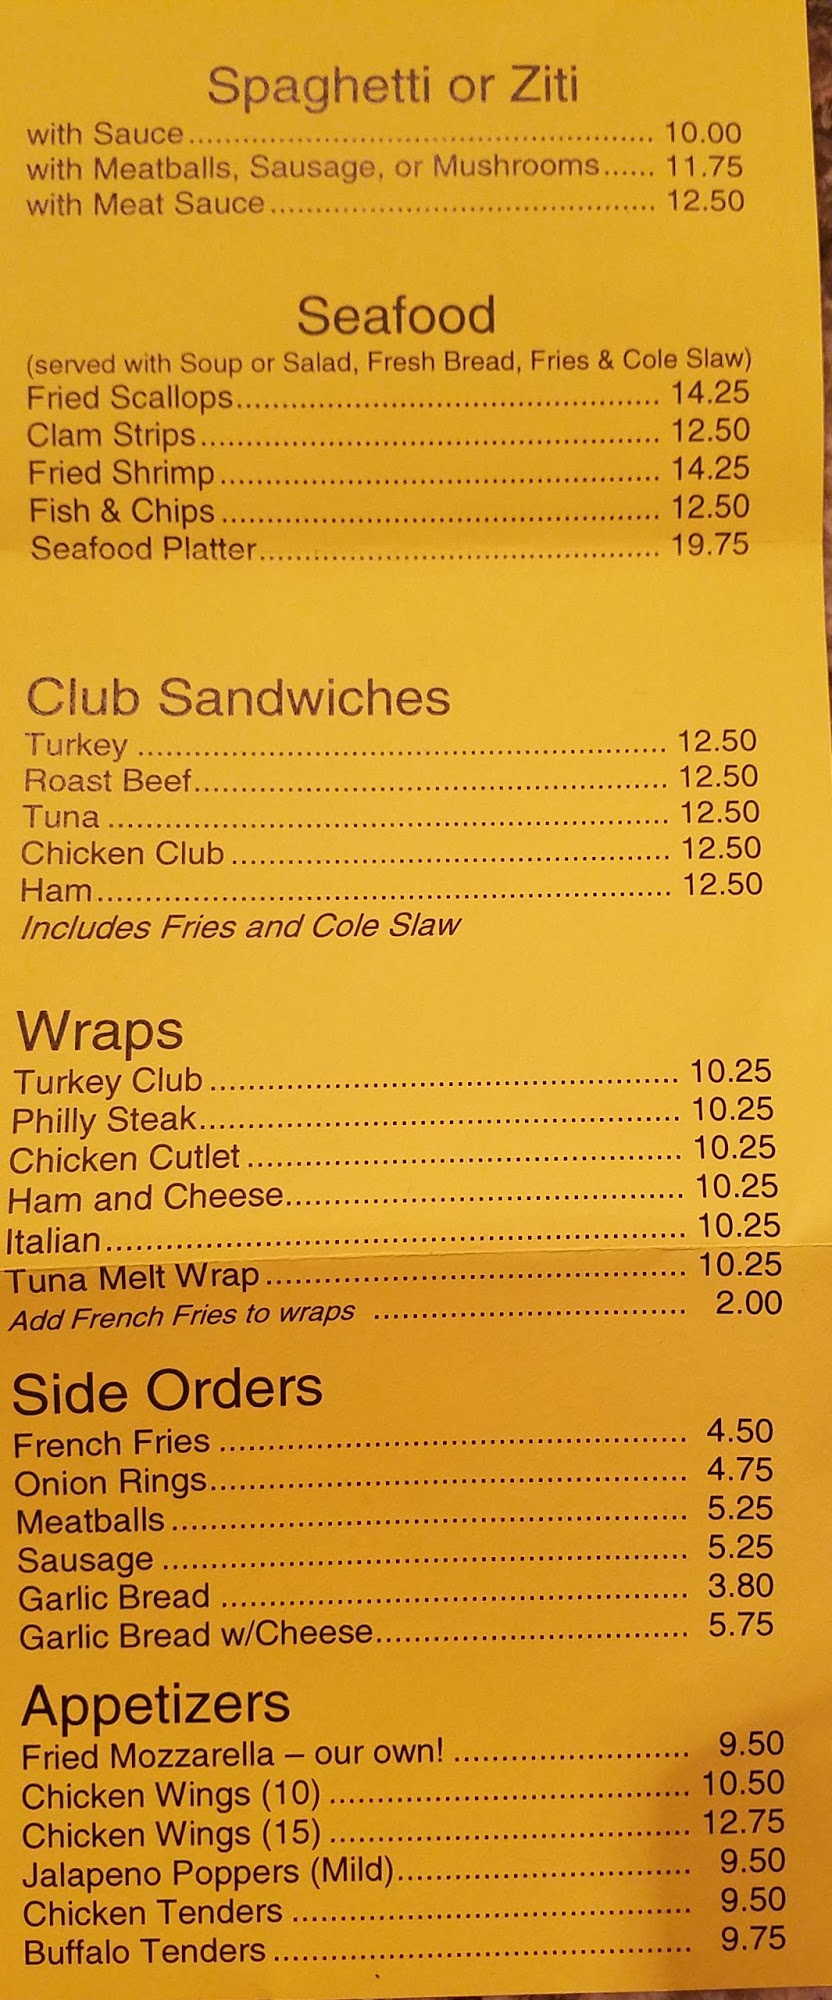 Spaghetti or Ziti
with Sauce.......................................................... 10.00
with Meatballs, Sausage, or Mushrooms...... 11.75
with Meat Sauce................................................ 12.50
Seafood
(served with Soup or Salad, Fresh Bread, Fries & Cole Slaw)
Fried Scallops..................................................... 14.25
Clam Strips......................................................... 12.50
Fried Shrimp....................................................... 14.25
Fish & Chips....................................................... 12.50
Seafood Platter.................................................. 19.75
Club Sandwiches
Turkey .................................................................. 12.50
Roast Beef........................................................... 12.50
Tuna ...................................................................... 12.50
Chicken Club....................................................... 12.50
Ham........................................................................ 12.50
Includes Fries and Cole Slaw
Wraps
Turkey Club.......................................................... 10.25
Philly Steak............................................................ 10.25
Chicken Cutlet...................................................... 10.25
Ham and Cheese.................................................. 10.25
Italian........................................................................ 10.25
Tuna Melt Wrap..................................................... 10.25
Add French Fries to wraps ....................................... 2.00
Side Orders
French Fries ........................................................... 4.50
Onion Rings............................................................ 4.75
Meatballs................................................................. 5.25
Sausage .................................................................. 5.25
Garlic Bread ........................................................... 3.80
Garlic Bread w/Cheese....................................... 5.75
Appetizers
Fried Mozzarella – our own! ............................. 9.50
Chicken Wings (10)............................................. 10.50
Chicken Wings (15)............................................. 12.75
Jalapeno Poppers (Mild)..................................... 9.50
Chicken Tenders .................................................. 9.50
Buffalo Tenders..................................................... 9.75